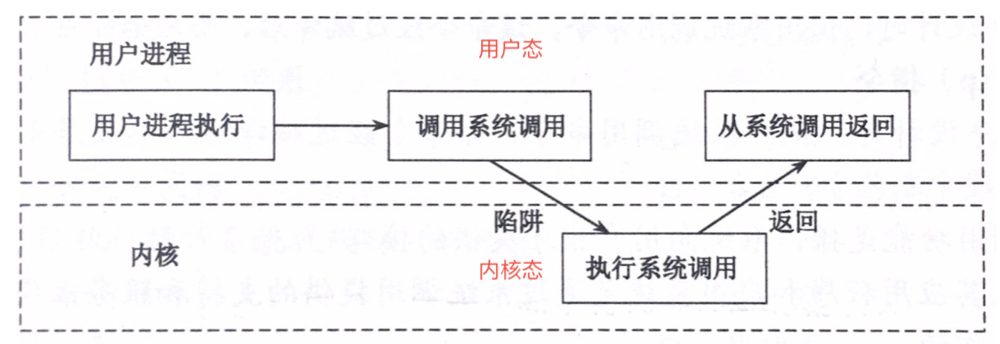 用户进程
用户态
用户进程执行
调用系统调用
从系统调用返回
陷阱
返回
内核
内核态
执行系统调用